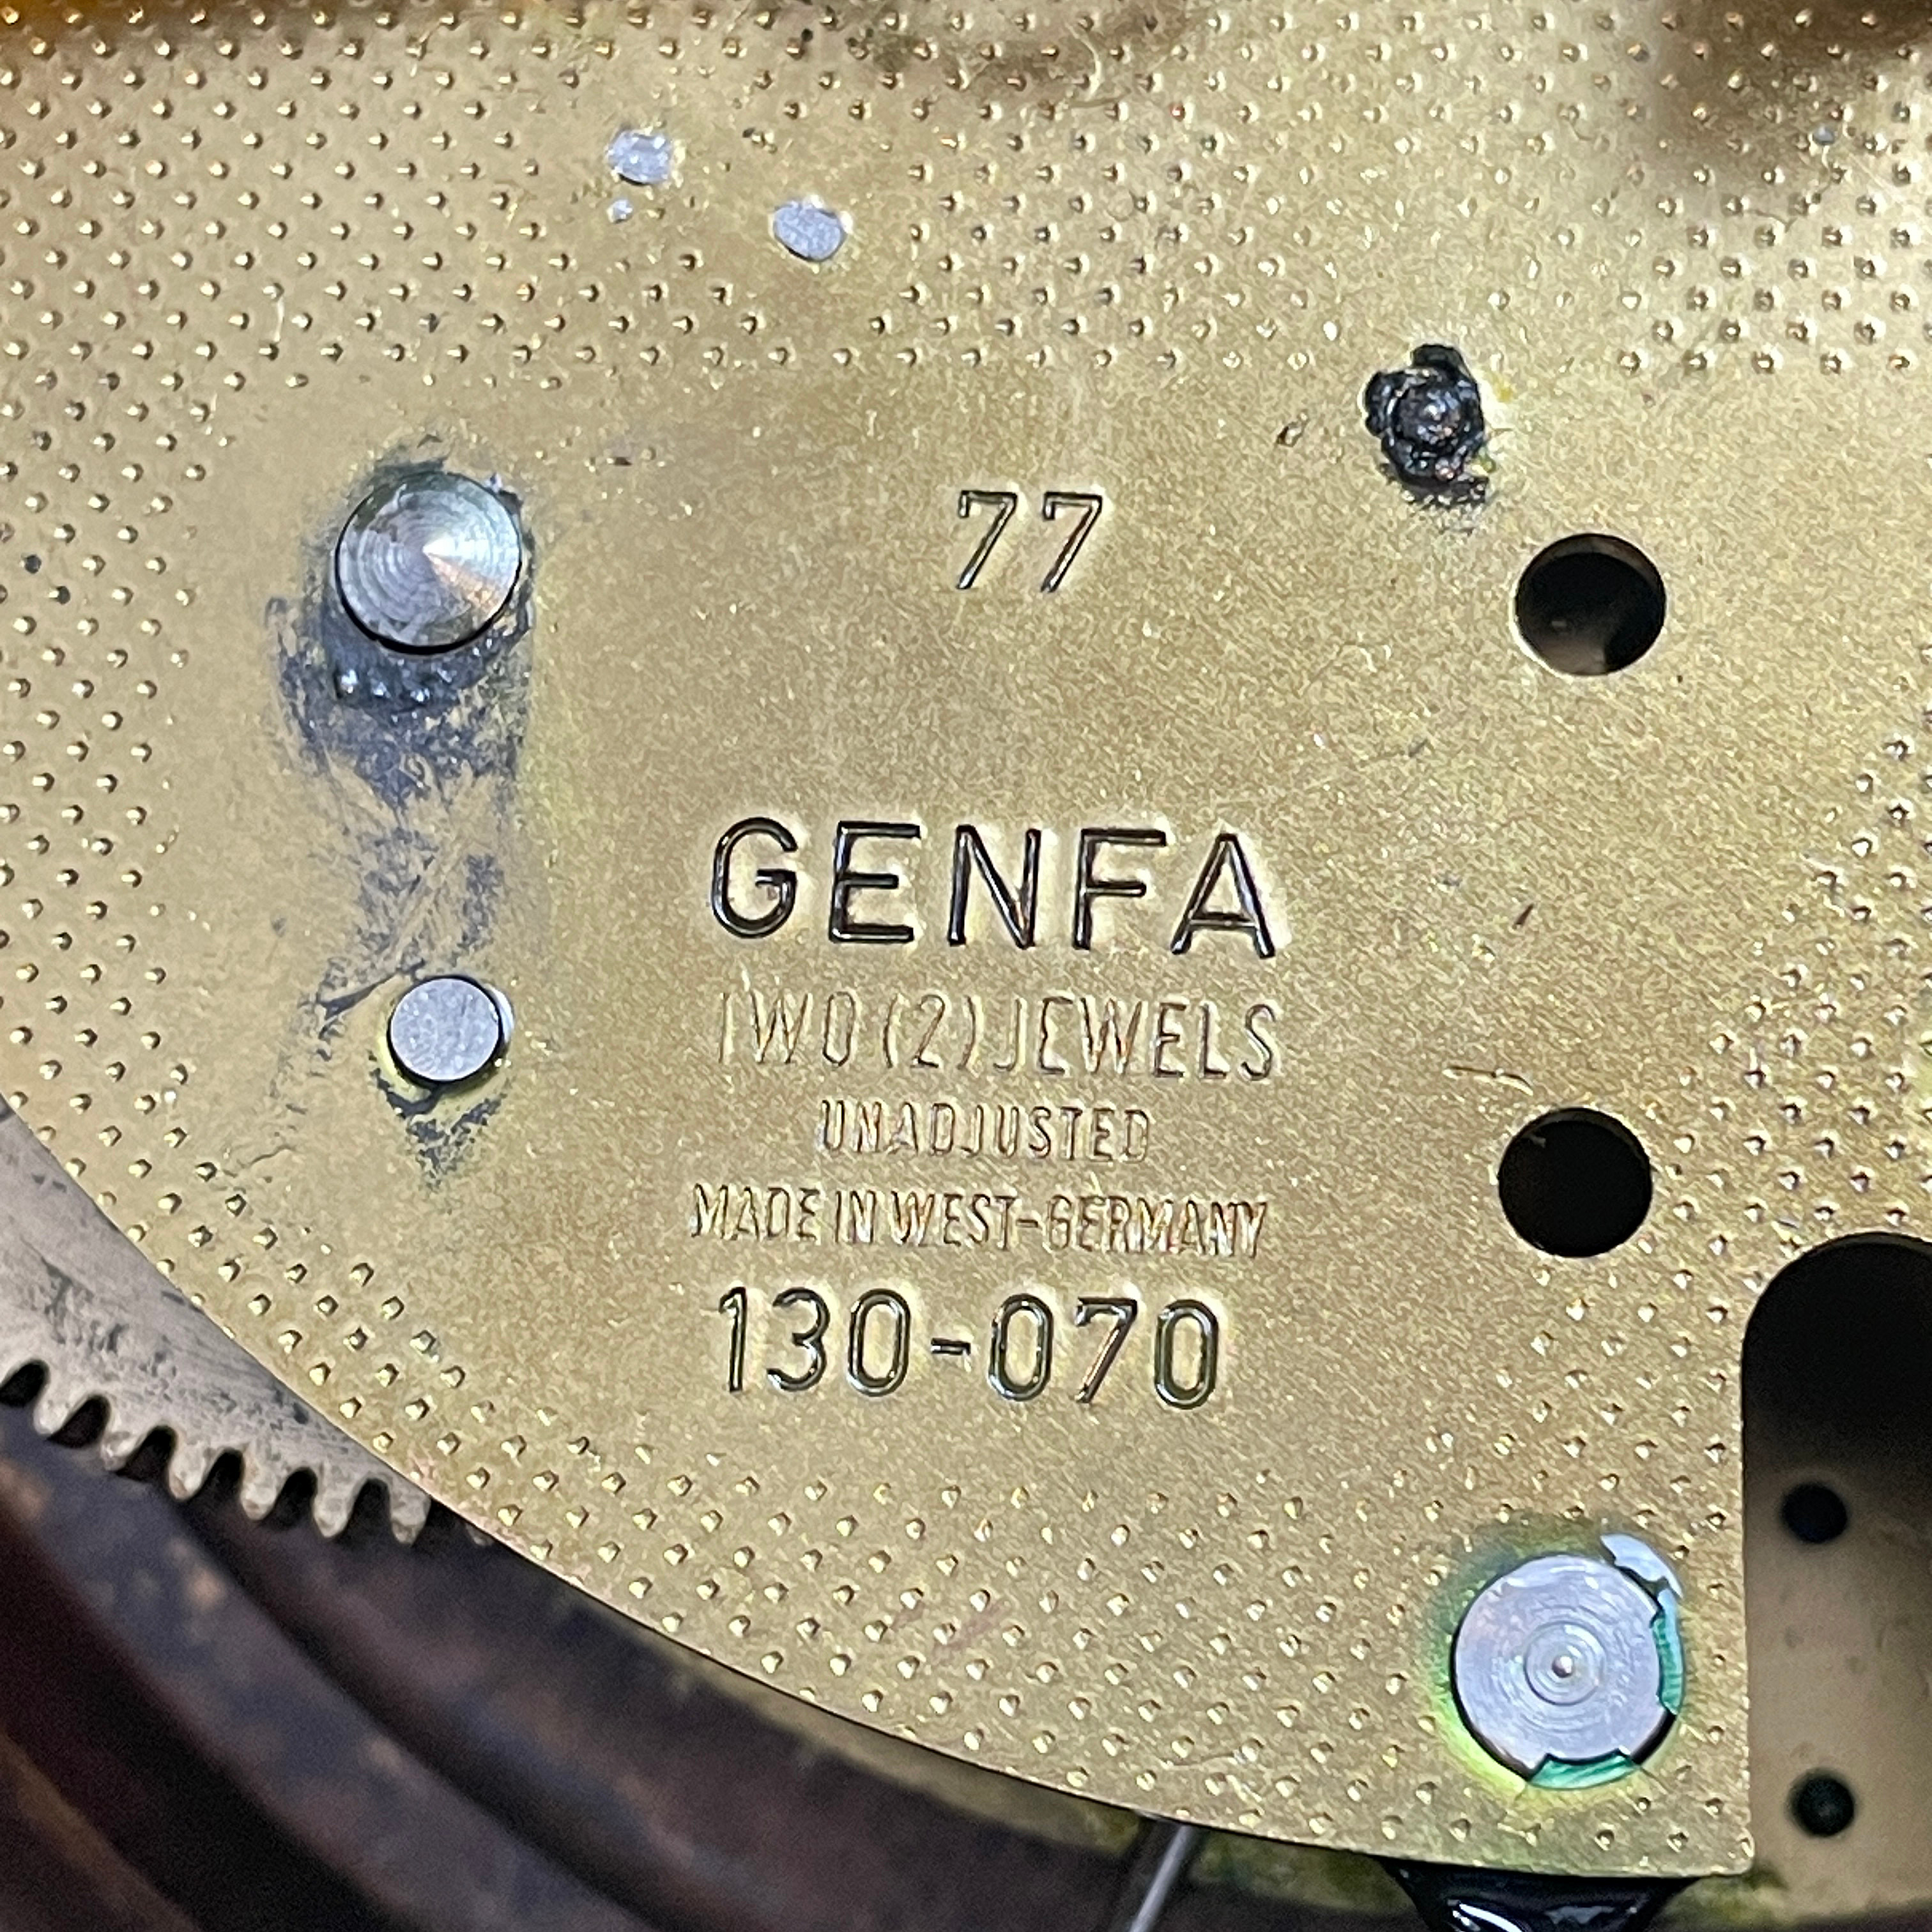 77
GENFA
TWO (2) JEWELS
UNADJUSTED
MADE IN WEST-GERMANY
130-070